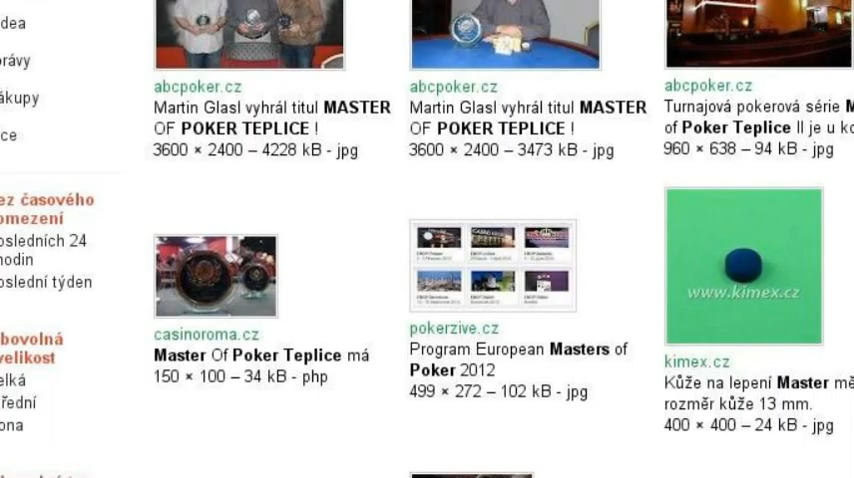 dea
rávy
ákupy
ce
ez časového
omezení
osledních 24
hodin
oslední týden
bovolná
velikost
elká
řední
ona
abcpoker.cz
Martin Glasl vyhrál titul MASTER
OF POKER TEPLICE !
3600 × 2400 – 4228 kB - jpg
abcpoker.cz
Martin Glasl vyhrál titul MASTER
OF POKER TEPLICE !
3600 × 2400 – 3473 kB - jpg
abcpoker.cz
Turnajová pokerová série M
of Poker Teplice II je u ko
960 × 638 – 94 kB - jpg
casinoroma.cz
Master Of Poker Teplice má
150 × 100 – 34 kB - php
pokerzive.cz
Program European Masters of
Poker 2012
499 × 272 – 102 kB - jpg
www.kimex.cz
kimex.cz
Kůže na lepení Master mě
rozměr kůže 13 mm.
400 × 400 – 24 kB - jpg